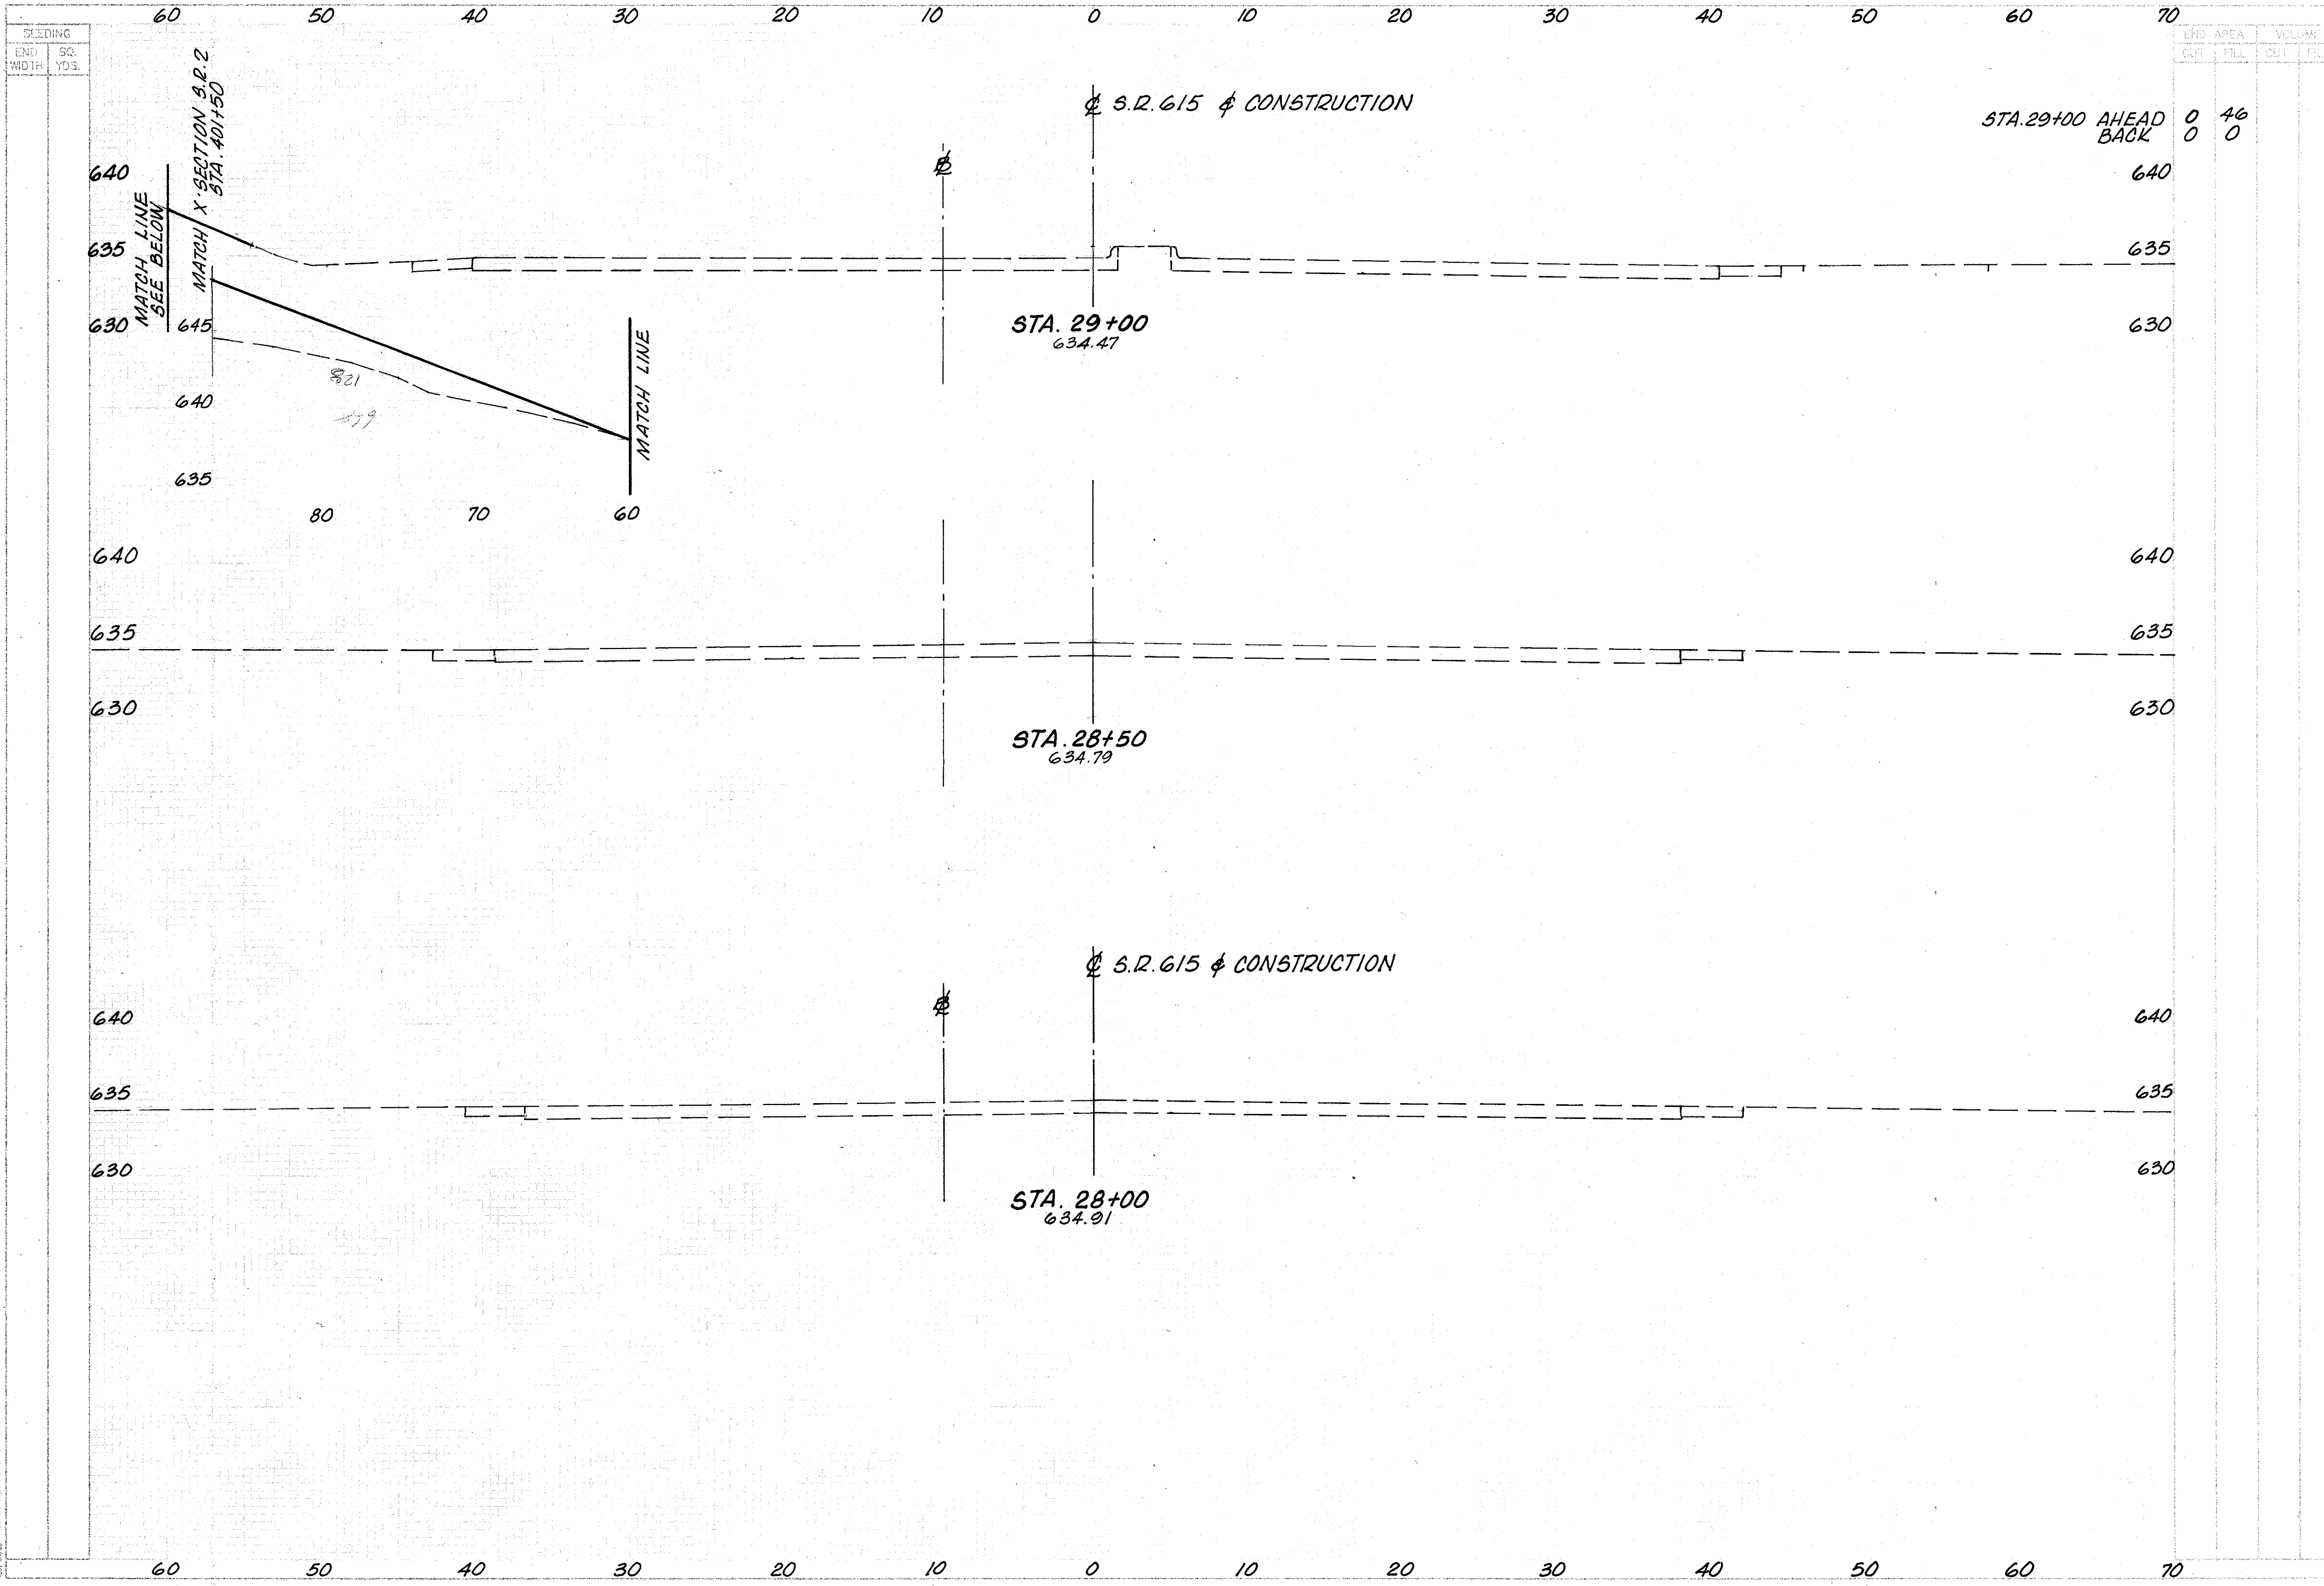 60 50 40 30 20 10 0 10 20 30 40 50 60 70
SEEDING
END WIDTH
SQ. YDS.
END AREA VOLUME
CUT FILL CUT
MATCH X-SECTION S.R.2
STA. 401+50
℄ S.R.615 ⊄ CONSTRUCTION
STA.29+00 AHEAD 0 46
BACK 0 0
640 640
MATCH LINE
SEE BELOW
635 635
630 645 630
STA. 29+00
634.47
MATCH LINE
640
635
80 70 60
640 640
635 635
630 630
STA. 28+50
634.79
℄ S.R.615 ⊄ CONSTRUCTION
640 640
635 635
630 630
STA. 28+00
634.91
60 50 40 30 20 10 0 10 20 30 40 50 60 70